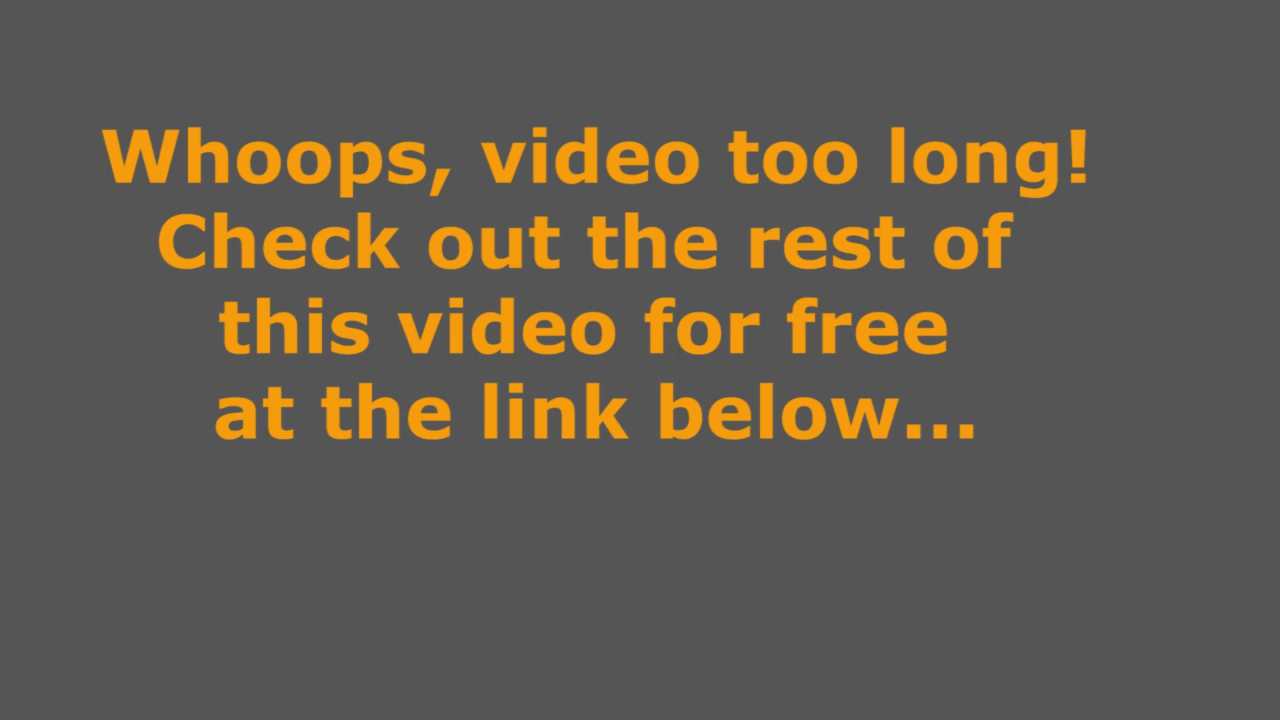 Whoops, video too long!
Check out the rest of
this video for free
at the link below...